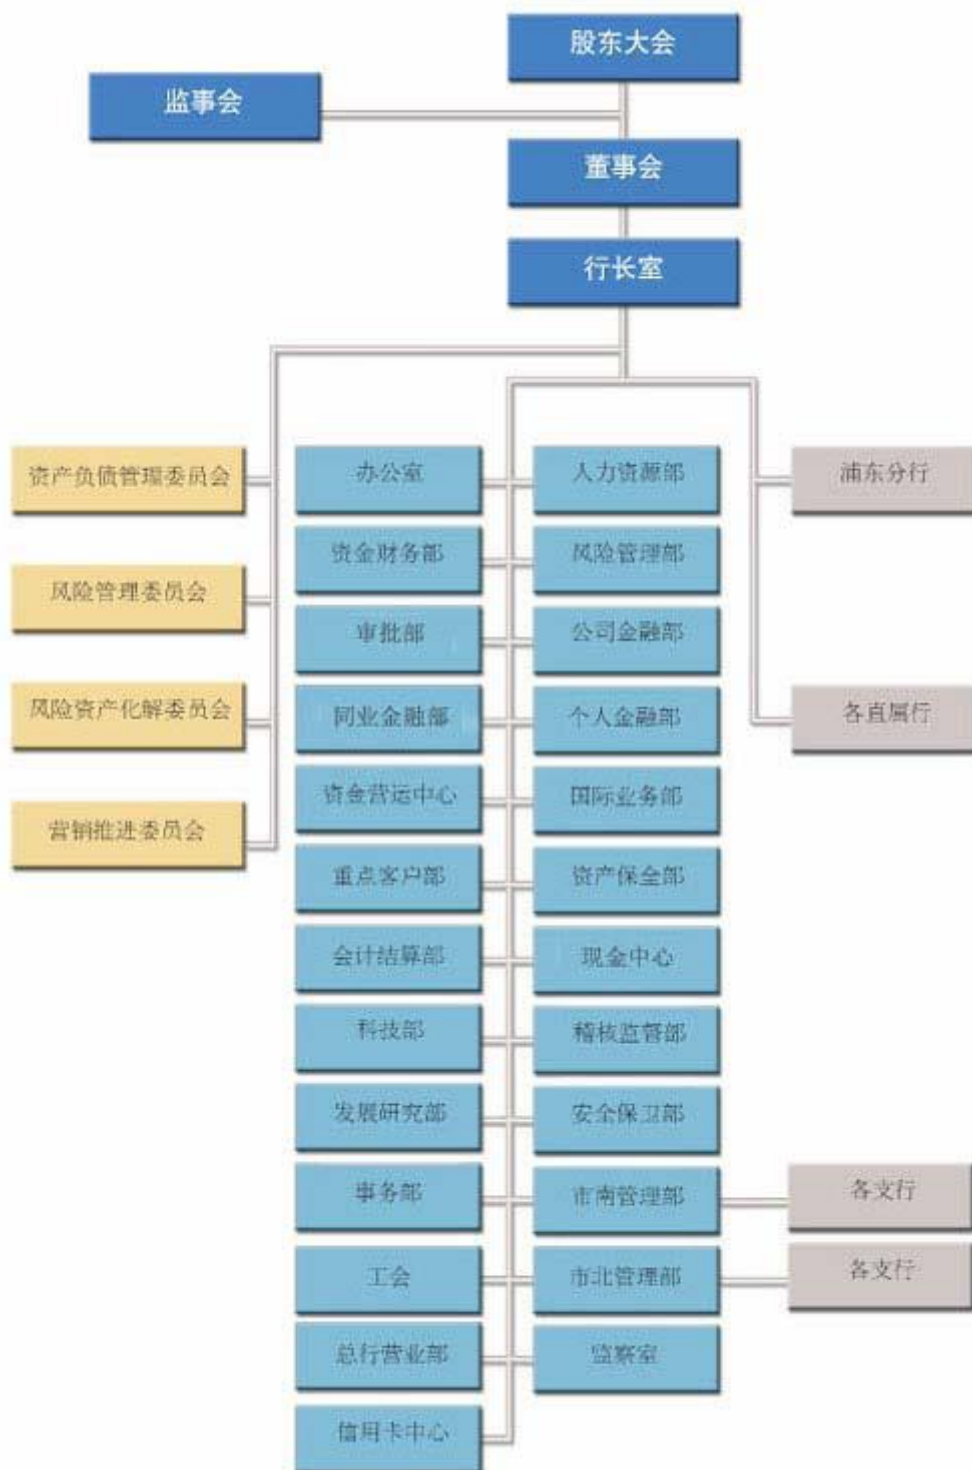 股东大会
监事会
董事会
行长室
资产负债管理委员会
风险管理委员会
风险资产化解委员会
营销推进委员会
办公室
人力资源部
资金财务部
风险管理部
审批部
公司金融部
同业金融部
个人金融部
资金营运中心
国际业务部
重点客户部
资产保全部
会计结算部
现金中心
科技部
稽核监督部
发展研究部
安全保卫部
事务部
市南管理部
工会
市北管理部
总行营业部
监察室
信用卡中心
浦东分行
各直属行
各支行
各支行